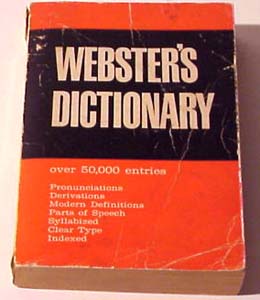 WEBSTER'S
DICTIONARY
over 50,000 entries
Pronunciations
Derivations
Modern Definitions
Parts of Speech
Syllabized
Clear Type
Indexed